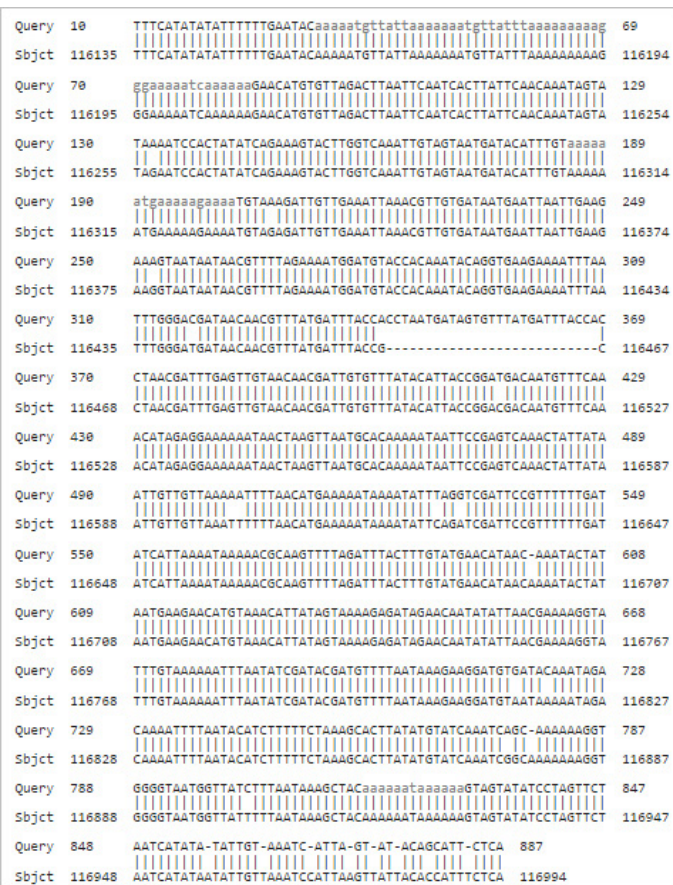 Query 10 TTTCATATATATTTTTTGAATACaaaaatgttattaaaaaaatgttatttaaaaaaaaag 69
Sbjct 116135 TTTCATATATATTTTTTGAATACAAAAATGTTATTAAAAAAATGTTATTTAAAAAAAAAG 116194
Query 70 ggaaaaatcaaaaaaGAACATGTGTTAGACTTAATTCAATCACTTATTCAACAAATAGTA 129
Sbjct 116195 GGAAAAATCAAAAAAGAACATGTGTTAGACTTAATTCAATCACTTATTCAACAAATAGTA 116254
Query 130 TAAAATCCACTATATCAGAAAGTACTTGGTCAAATTGTAGTAATGATACATTTGTaaaaa 189
Sbjct 116255 TAGAATCCACTATATCAGAAAGTACTTGGTCAAATTGTAGTAATGATACATTTGTAAAAA 116314
Query 190 atgaaaaagaaaaTGTAAAGATTGTTGAAATTAAACGTTGTGATAATGAATTAATTGAAG 249
Sbjct 116315 ATGAAAAAGAAAATGTAGAGATTGTTGAAATTAAACGTTGTGATAATGAATTAATTGAAG 116374
Query 250 AAAGTAATAATAACGTTTTAGAAAATGGATGTACCACAAATACAGGTGAAGAAAATTTAA 309
Sbjct 116375 AAGGTAATAATAACGTTTTAGAAAATGGATGTACCACAAATACAGGTGAAGAAAATTTAA 116434
Query 310 TTTGGGACGATAACAACGTTTATGATTTACCACCTAATGATAGTGTTTATGATTTACCAC 369
Sbjct 116435 TTTGGGATGATAACAACGTTTATGATTTACCG---------------------------C 116467
Query 370 CTAACGATTTGAGTTGTAACAACGATTGTGTTTATACATTACCGGATGACAATGTTTCAA 429
Sbjct 116468 CTAACGATTTGAGTTGTAACAACGATTGTGTTTATACATTACCGGACGACAATGTTTCAA 116527
Query 430 ACATAGAGGAAAAAATAACTAAGTTAATGCACAAAAATAATTCCGAGTCAAACTATTATA 489
Sbjct 116528 ACATAGAGGAAAAAATAACTAAGTTAATGCACAAAAATAATTCCGAGTCAAACTATTATA 116587
Query 490 ATTGTTGTTAAAAATTTTAACATGAAAAATAAAATATTTAGGTCGATTCCGTTTTTTGAT 549
Sbjct 116588 ATTGTTGTTAAATTTTTTAACATGAAAAATAAAATATTCAGATCGATTCCGTTTTTTGAT 116647
Query 550 ATCATTAAAATAAAAACGCAAGTTTTAGATTTACTTTGTATGAACATAAC-AAATACTAT 608
Sbjct 116648 ATCATTAAAATAAAAACGCAAGTTTTAGATTTACTTTGTATGAACATAACAAAATACTAT 116707
Query 609 AATGAAGAACATGTAAACATTATAGTAAAAGAGATAGAACAATATATTAACGAAAAGGTA 668
Sbjct 116708 AATGAAGAACATGTAAACATTATAGTAAAAGAGATAGAACAATATATTAACGAAAAGGTA 116767
Query 669 TTTGTAAAAAATTTAATATCGATACGATGTTTTAATAAAGAAGGATGTGATACAAATAGA 728
Sbjct 116768 TTTGTAAAAAATTTAATATCGATACGATGTTTTAATAAAGAAGGATGTAATAAAAATAGA 116827
Query 729 CAAAATTTTAATACATCTTTTTCTAAAGCACTTATATGTATCAAATCAGC-AAAAAAGGT 787
Sbjct 116828 CAAAATTTTAATACATCTTTTTCTAAAGCACTTATATGTATCAAATCGGCAAAAAAAGGT 116887
Query 788 GGGGTAATGGTTATCTTTAATAAAGCTACaaaaaataaaaaaGTAGTATATCCTAGTTCT 847
Sbjct 116888 GGGGTAATGGTTATTTTTAATAAAGCTACAAAAAATAAAAAAGTAGTATATCCTAGTTCT 116947
Query 848 AATCATATA-TATTGT-AAATC-ATTA-GT-AT-ACAGCATT-CTCA 887
Sbjct 116948 AATCATATAATATTGTTAAATCCATTAAGTTATTACACCATTTCTCA 116994